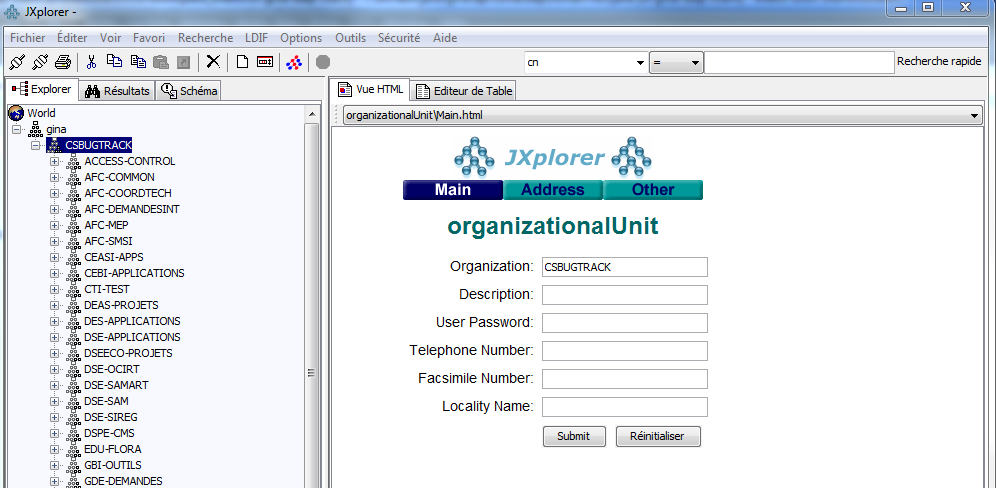 JXplorer -
Fichier Éditer Voir Favori Recherche LDIF Options Outils Sécurité Aide
cn = Recherche rapide
Explorer Résultats Schéma
Vue HTML Editeur de Table
organizationalUnit\Main.html
World
gina
CSBUGTRACK
ACCESS-CONTROL
AFC-COMMON
AFC-COORDTECH
AFC-DEMANDESINT
AFC-MEP
AFC-SMSI
CEASI-APPS
CEBI-APPLICATIONS
CTI-TEST
DEAS-PROJETS
DES-APPLICATIONS
DSE-APPLICATIONS
DSEECO-PROJETS
DSE-OCIRT
DSE-SAMART
DSE-SAM
DSE-SIREG
DSPE-CMS
EDU-FLORA
GBI-OUTILS
GDE-DEMANDES
JXplorer
Main Address Other
organizationalUnit
Organization: CSBUGTRACK
Description:
User Password:
Telephone Number:
Facsimile Number:
Locality Name:
Submit Réinitialiser